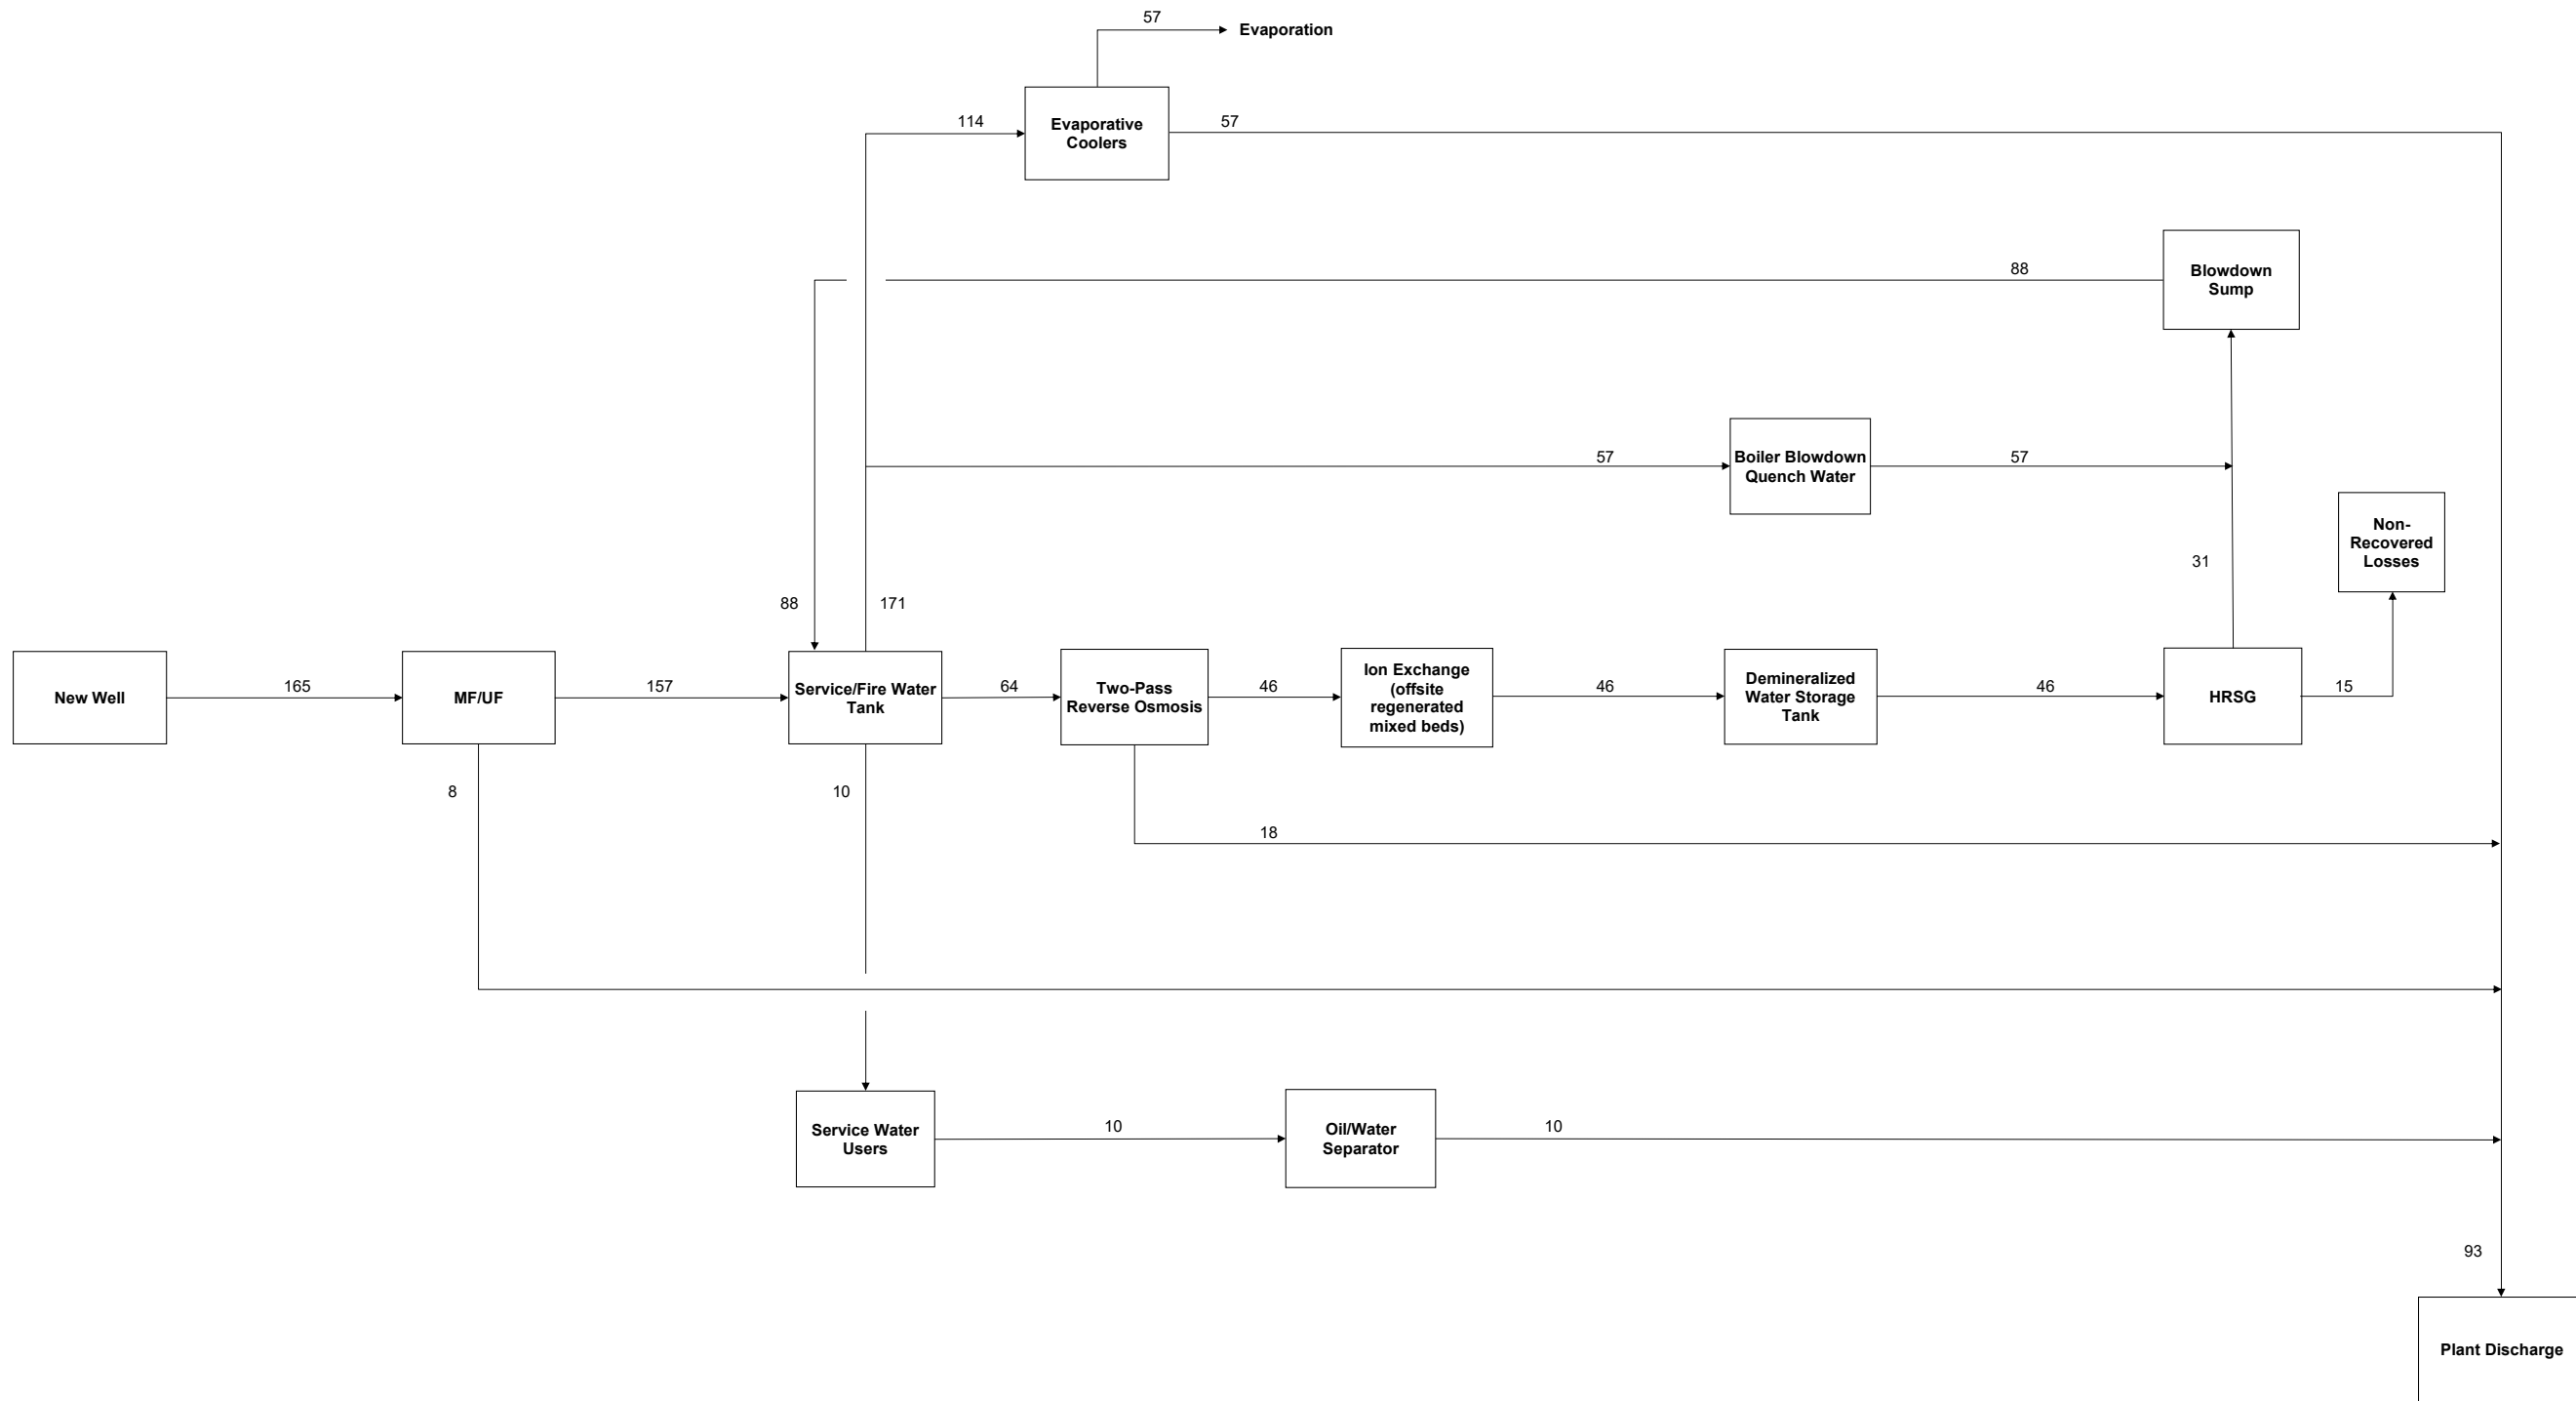 57
Evaporation
114
Evaporative
Coolers
57
88
Blowdown
Sump
57
Boiler Blowdown
Quench Water
57
Non-
Recovered
Losses
31
88
171
New Well
165
MF/UF
157
Service/Fire Water
Tank
64
Two-Pass
Reverse Osmosis
46
Ion Exchange
(offsite
regenerated
mixed beds)
46
Demineralized
Water Storage
Tank
46
HRSG
15
8
10
18
Service Water
Users
10
Oil/Water
Separator
10
93
Plant Discharge